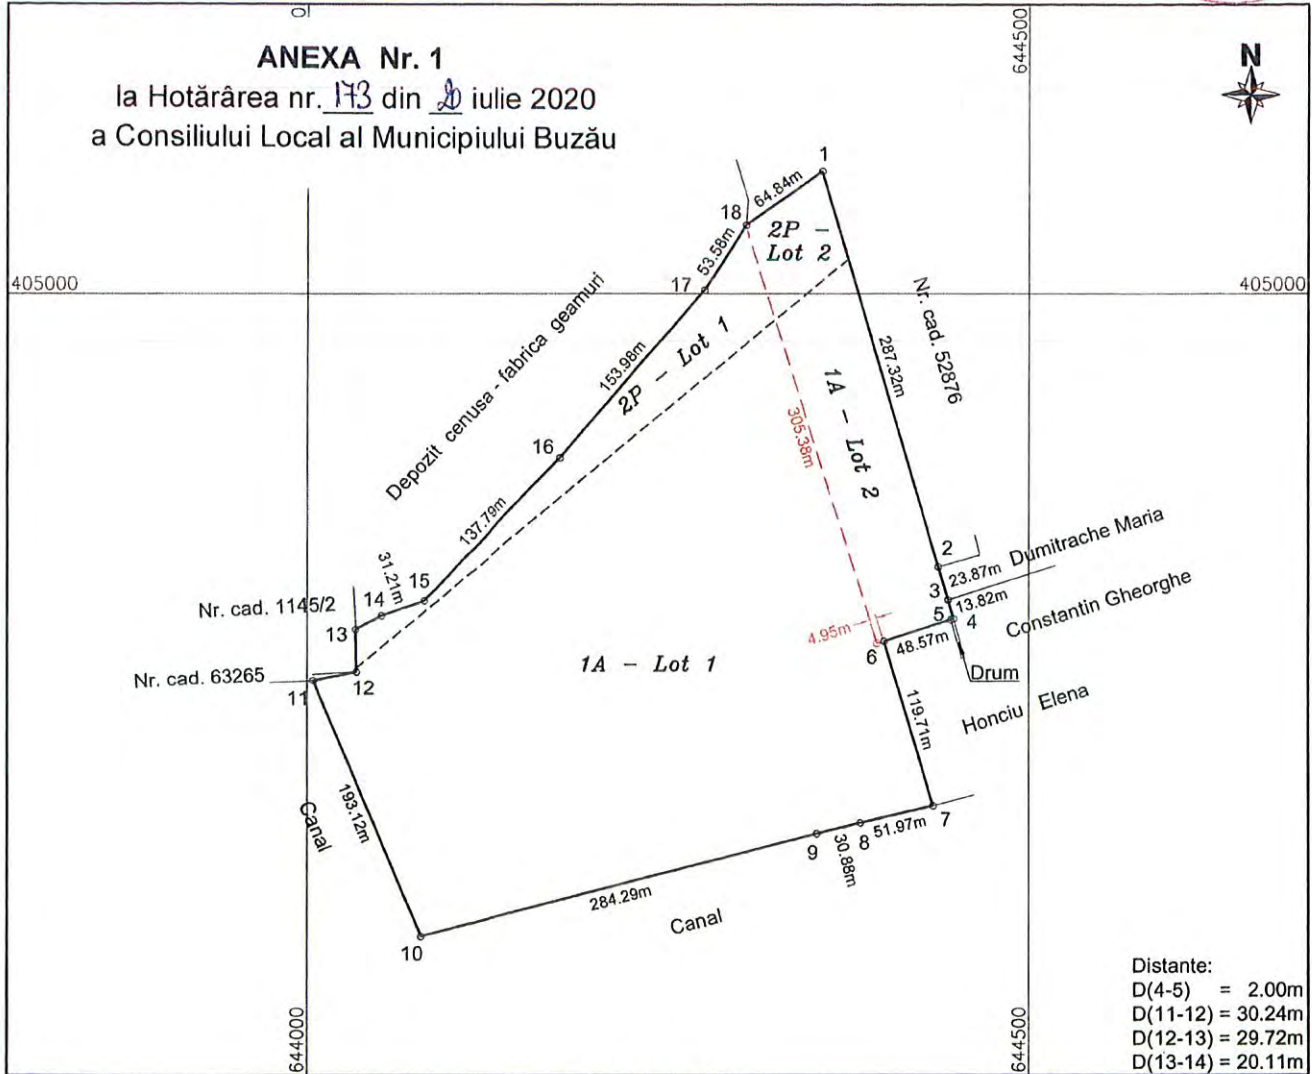 0
644500
ANEXA Nr. 1
la Hotărârea nr. 173 din 20 iulie 2020
a Consiliului Local al Municipiului Buzău
N
1
64.84m
18
2P -
Lot 2
53.58m
17
405000
405000
Nr. cad. 52876
287.32m
Depozit cenusa - fabrica geamuri
153.98m
2P - Lot 1
1A - Lot 2
305.38m
16
137.79m
2
Dumitrache Maria
23.87m
3
13.82m
Constantin Gheorghe
5
4
31.21m
15
14
Nr. cad. 1145/2
13
4.95m
6
48.57m
1A - Lot 1
Drum
Nr. cad. 63265
11
12
Honciu Elena
119.71m
193.12m
Canal
7
51.97m
8
30.88m
9
284.29m
Canal
10
Distante:
D(4-5) = 2.00m
D(11-12) = 30.24m
D(12-13) = 29.72m
D(13-14) = 20.11m
644000
644500